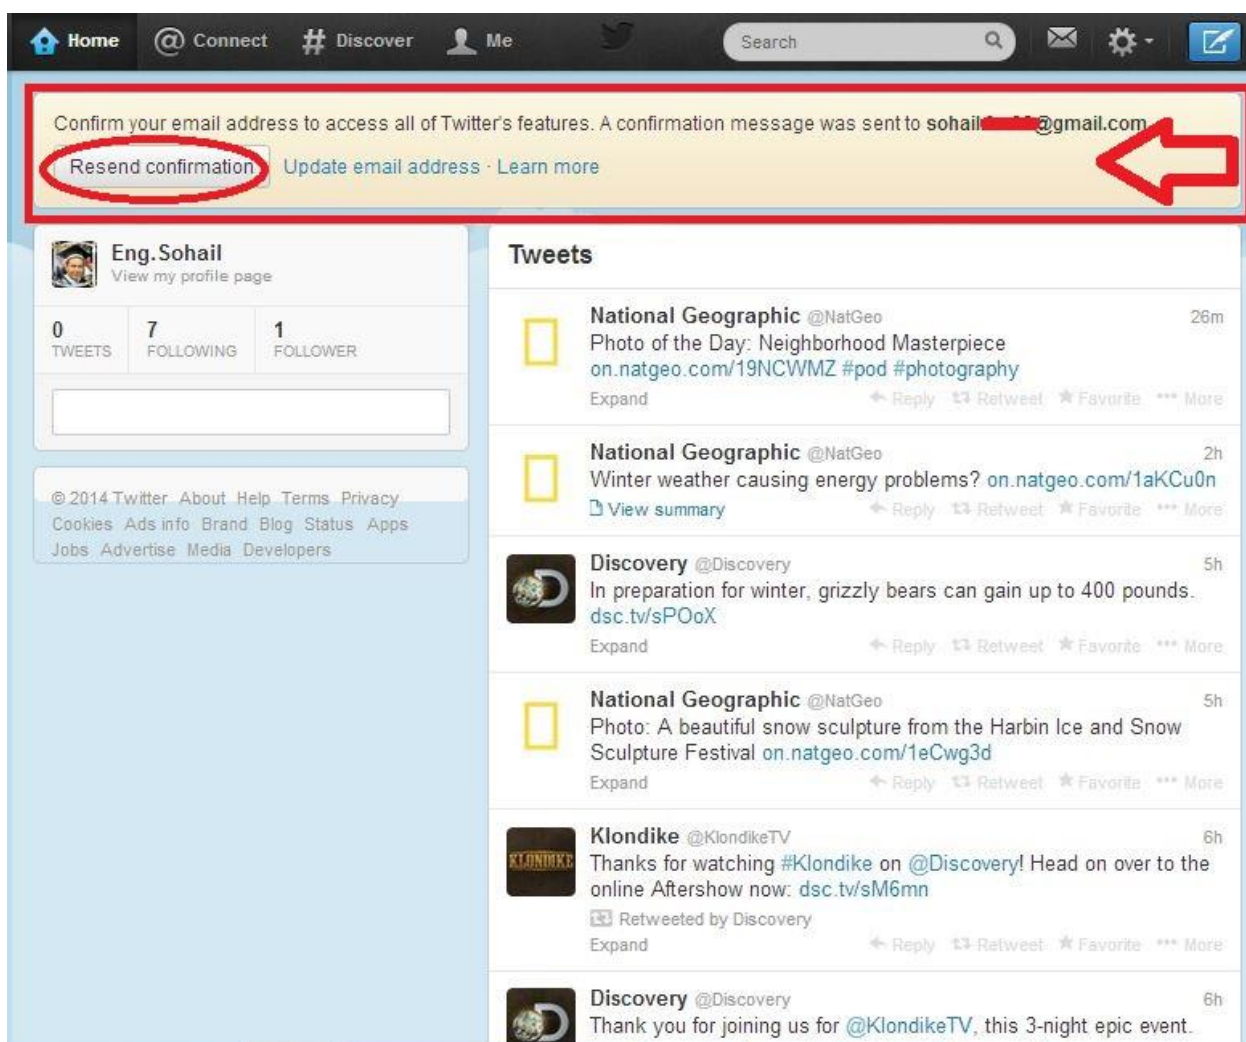 Home Connect Discover Me Search
Confirm your email address to access all of Twitter's features. A confirmation message was sent to sohail @gmail.com
Resend confirmation Update email address · Learn more
Eng.Sohail
View my profile page
0 7 1
TWEETS FOLLOWING FOLLOWER
© 2014 Twitter About Help Terms Privacy
Cookies Ads info Brand Blog Status Apps
Jobs Advertise Media Developers
Tweets
National Geographic @NatGeo 26m
Photo of the Day: Neighborhood Masterpiece
on.natgeo.com/19NCWMZ #pod #photography
Expand Reply Retweet Favorite More
National Geographic @NatGeo 2h
Winter weather causing energy problems? on.natgeo.com/1aKCu0n
View summary Reply Retweet Favorite More
Discovery @Discovery 5h
In preparation for winter, grizzly bears can gain up to 400 pounds.
dsc.tv/sPOoX
Expand Reply Retweet Favorite More
National Geographic @NatGeo 5h
Photo: A beautiful snow sculpture from the Harbin Ice and Snow
Sculpture Festival on.natgeo.com/1eCwg3d
Expand Reply Retweet Favorite More
KLONDIKE
Klondike @KlondikeTV 6h
Thanks for watching #Klondike on @Discovery! Head on over to the
online Aftershow now: dsc.tv/sM6mn
Retweeted by Discovery
Expand Reply Retweet Favorite More
Discovery @Discovery 6h
Thank you for joining us for @KlondikeTV, this 3-night epic event.